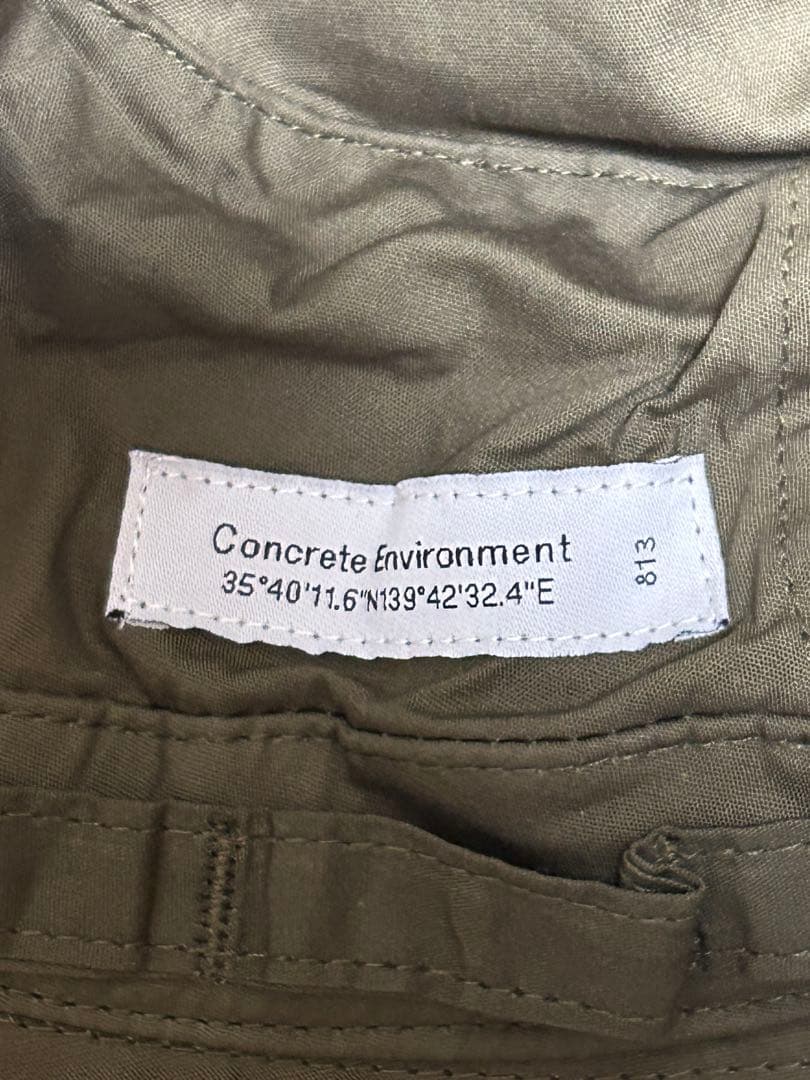 Concrete Environment
35°40'11.6"N139°42'32.4"E
813